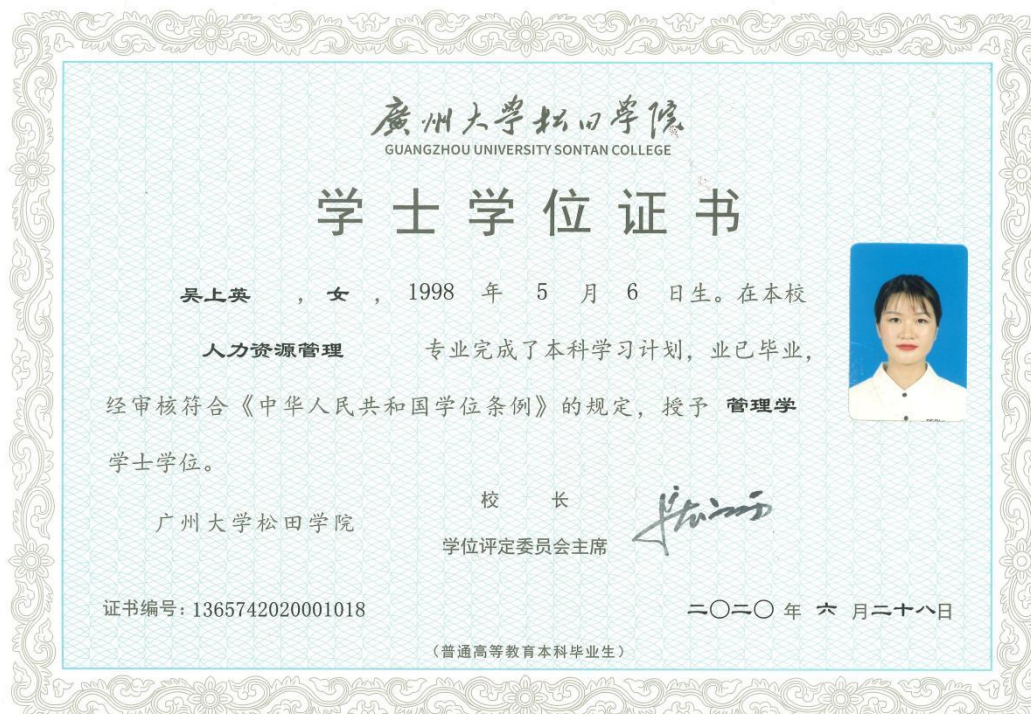 廣州大學松田學院
GUANGZHOU UNIVERSITY SONTAN COLLEGE
学士学位证书
吴上英 , 女 , 1998 年 5 月 6 日生。在本校
人力资源管理 专业完成了本科学习计划，业已毕业，
经审核符合《中华人民共和国学位条例》的规定，授予 管理学
学士学位。
校 长
广州大学松田学院
学位评定委员会主席
证书编号：1365742020001018
二〇二〇 年 六 月二十八日
（普通高等教育本科毕业生）